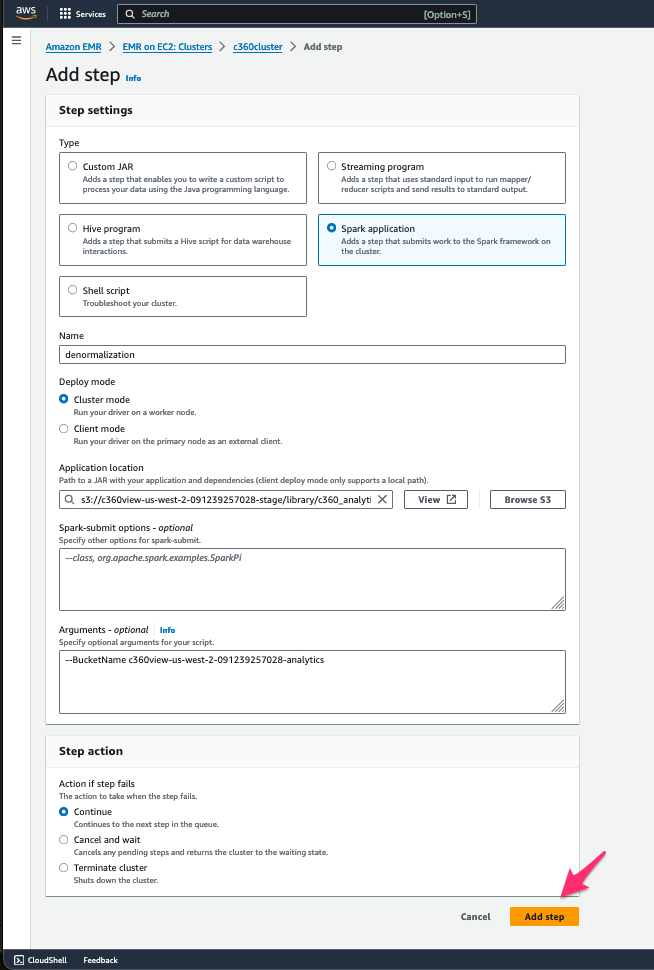 aws
Services
Search
[Option+S]
Amazon EMR > EMR on EC2: Clusters > c360cluster > Add step
Add step Info
Step settings
Type
Custom JAR
Adds a step that enables you to write a custom script to
process your data using the Java programming language.
Streaming program
Adds a step that uses standard input to run mapper/
reducer scripts and send results to standard output.
Hive program
Adds a step that submits a Hive script for data warehouse
interactions.
Spark application
Adds a step that submits work to the Spark framework on
the cluster.
Shell script
Troubleshoot your cluster.
Name
denormalization
Deploy mode
Cluster mode
Run your driver on a worker node.
Client mode
Run your driver on the primary node as an external client.
Application location
Path to a JAR with your application and dependencies (client deploy mode only supports a local path).
s3://c360view-us-west-2-091239257028-stage/library/c360_analyti
View
Browse S3
Spark-submit options - optional
Specify other options for spark-submit.
--class, org.apache.spark.examples.SparkPi
Arguments - optional
Info
Specify optional arguments for your script.
--BucketName c360view-us-west-2-091239257028-analytics
Step action
Action if step fails
The action to take when the step fails.
Continue
Continues to the next step in the queue.
Cancel and wait
Cancels any pending steps and returns the cluster to the waiting state.
Terminate cluster
Shuts down the cluster.
Cancel
Add step
CloudShell
Feedback